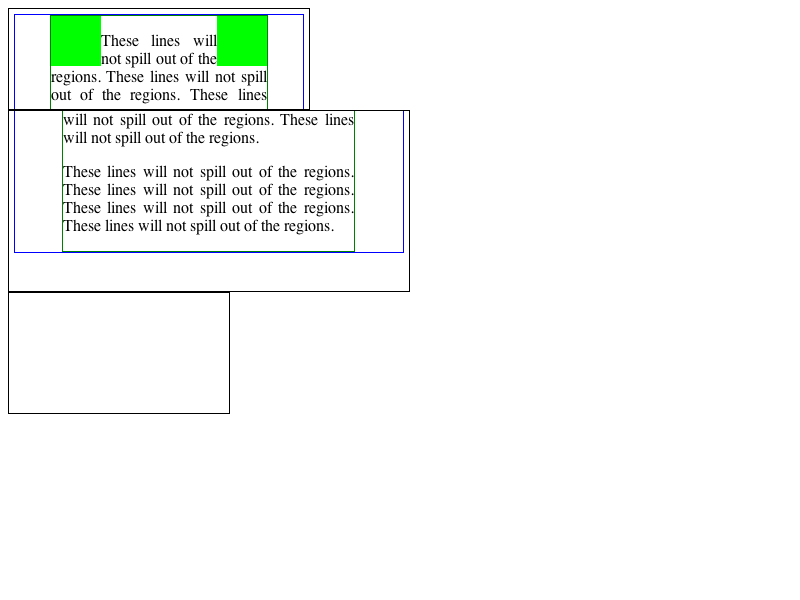 These lines will
not spill out of the
regions. These lines will not spill
out of the regions. These lines
will not spill out of the regions. These lines
will not spill out of the regions.
These lines will not spill out of the regions.
These lines will not spill out of the regions.
These lines will not spill out of the regions.
These lines will not spill out of the regions.